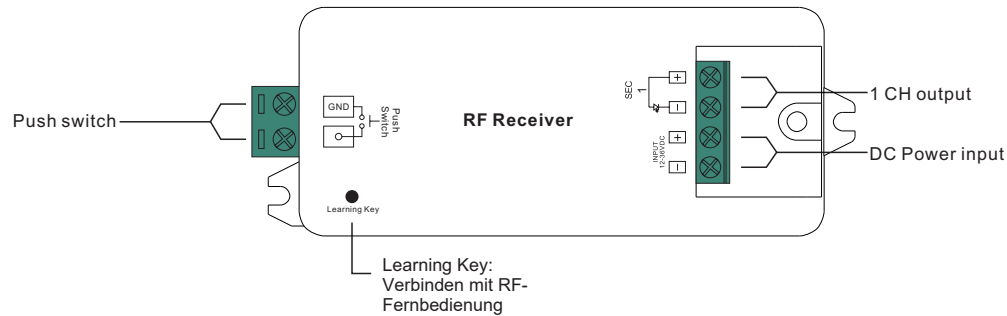 Push switch
GND
Push
Switch
RF Receiver
Learning Key
SEC
1
+
−
+
−
INPUT
12-36VDC
1 CH output
DC Power input
Learning Key:
Verbinden mit RF-
Fernbedienung